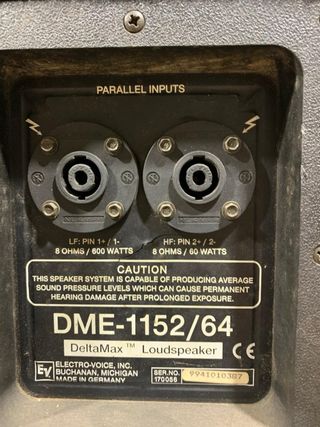 PARALLEL INPUTS
LF: PIN 1+ / 1-
8 OHMS / 600 WATTS
HF: PIN 2+ / 2-
8 OHMS / 60 WATTS
CAUTION
THIS SPEAKER SYSTEM IS CAPABLE OF PRODUCING AVERAGE
SOUND PRESSURE LEVELS WHICH CAN CAUSE PERMANENT
HEARING DAMAGE AFTER PROLONGED EXPOSURE.
DME-1152/64
DeltaMax™ Loudspeaker
CE
EV
ELECTRO-VOICE, INC.
BUCHANAN, MICHIGAN
MADE IN GERMANY
SER.NO.
170056
9941010387